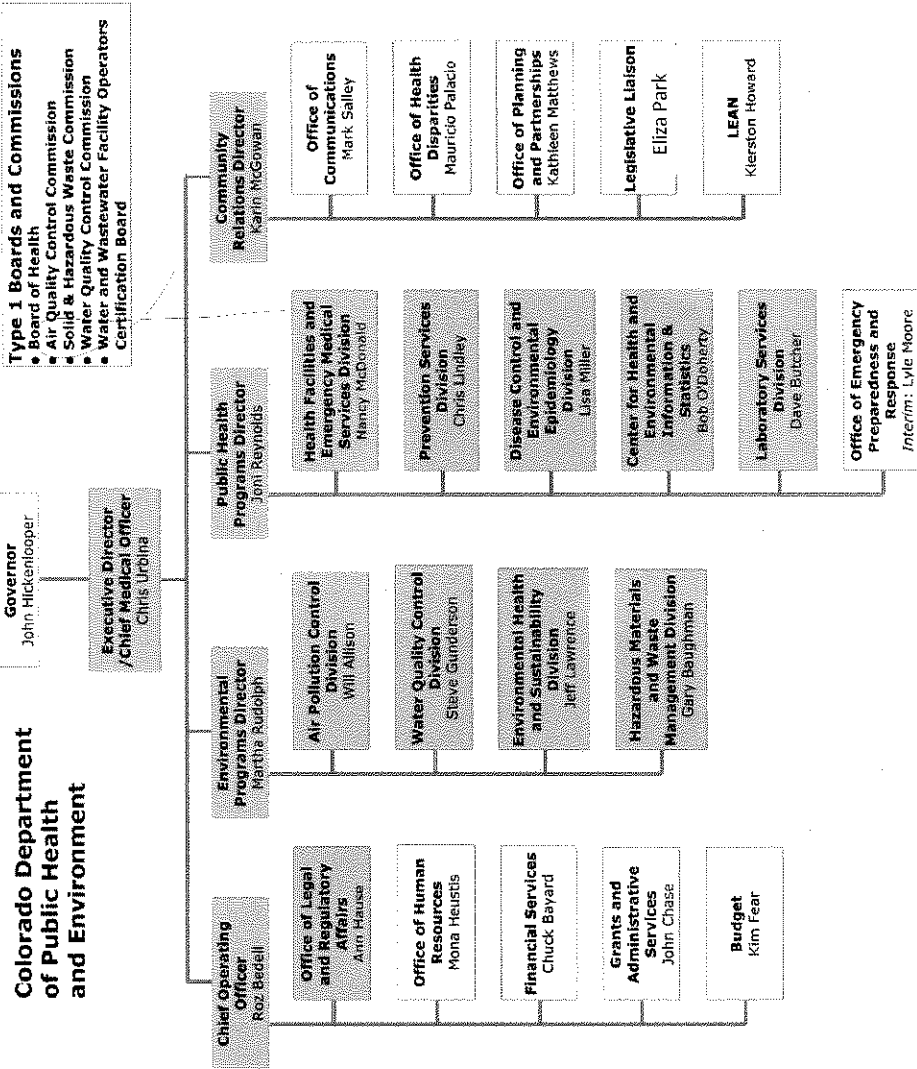 Colorado Department
of Public Health
and Environment
Governor
John Hickenlooper
Type 1 Boards and Commissions
• Board of Health
• Air Quality Control Commission
• Solid & Hazardous Waste Commission
• Water Quality Control Commission
• Water and Wastewater Facility Operators
Certification Board
Executive Director
/Chief Medical Officer
Chris Urbina
Chief Operating
Officer
Roz Bedell
Office of Legal
and Regulatory
Affairs
Ann Hause
Office of Human
Resources
Mona Heustis
Financial Services
Chuck Bayard
Grants and
Administrative
Services
John Chase
Budget
Kim Fear
Environmental
Programs Director
Martha Rudolph
Air Pollution Control
Division
Will Allison
Water Quality Control
Division
Steve Gunderson
Environmental Health
and Sustainability
Division
Jeff Lawrence
Hazardous Materials
and Waste
Management Division
Gary Baughman
Public Health
Programs Director
Joni Reynolds
Health Facilities and
Emergency Medical
Services Division
Nancy McDonald
Prevention Services
Division
Chris Lindley
Disease Control and
Environmental
Epidemiology
Division
Lisa Miller
Center for Health and
Environmental
Information &
Statistics
Bob O'Doherty
Laboratory Services
Division
Dave Butcher
Office of Emergency
Preparedness and
Response
Interim: Lyle Moore
Community
Relations Director
Karin McGowan
Office of
Communications
Mark Salley
Office of Health
Disparities
Mauricio Palacio
Office of Planning
and Partnerships
Kathleen Matthews
Legislative Liaison
Eliza Park
LEAN
Kierston Howard